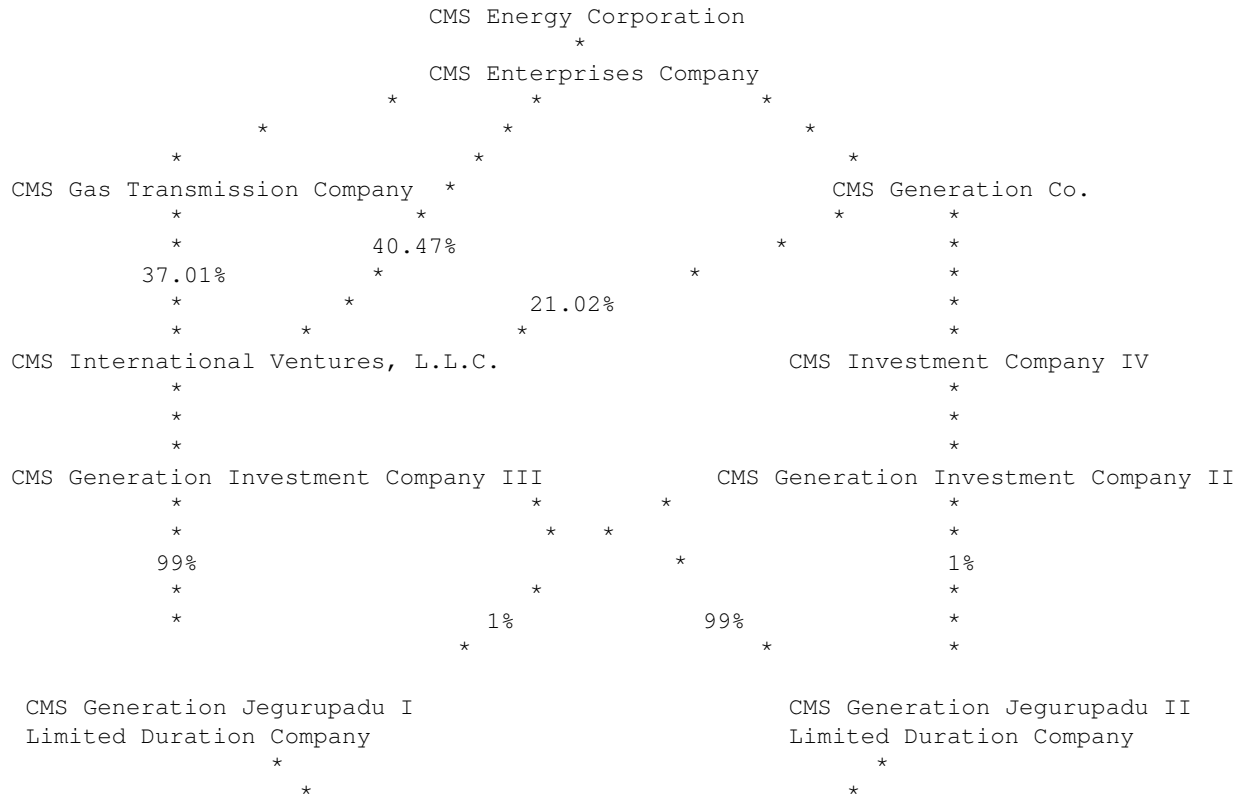 CMS Energy Corporation
*
CMS Enterprises Company
* * *
* * *
* * *
CMS Gas Transmission Company * CMS Generation Co.
* * * *
* 40.47% * *
37.01% * * *
* * 21.02% *
* * * *
CMS International Ventures, L.L.C. CMS Investment Company IV
* *
* *
* *
CMS Generation Investment Company III CMS Generation Investment Company II
* * * *
* * * *
99% * 1%
* * *
* 1% 99% *
* * *
CMS Generation Jegurupadu I CMS Generation Jegurupadu II
Limited Duration Company Limited Duration Company
* *
* *